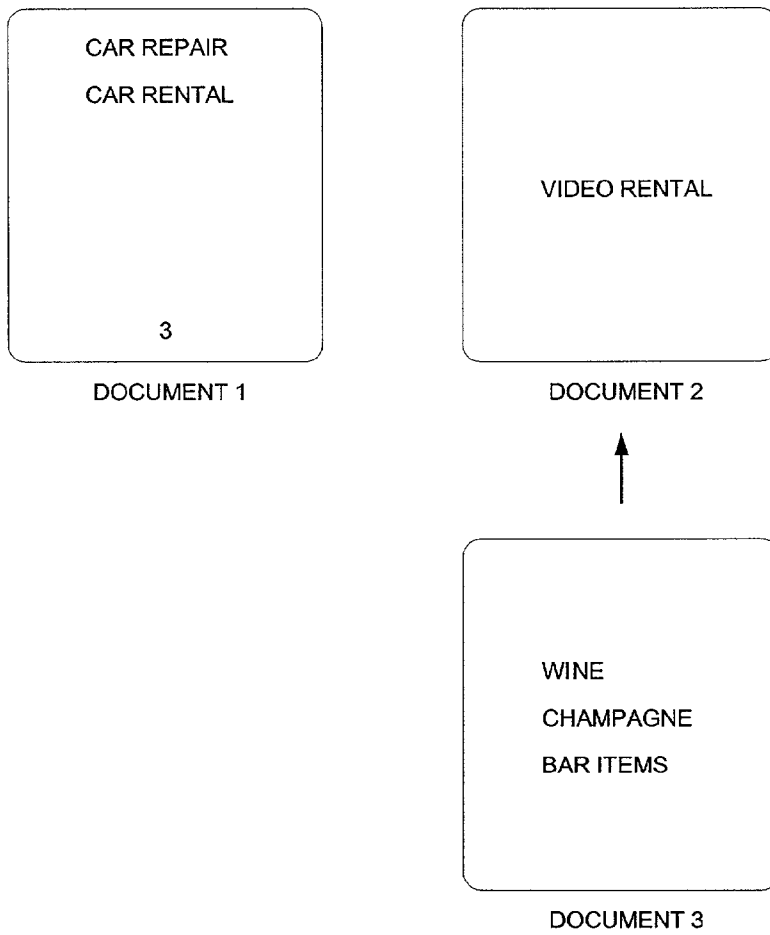 CAR REPAIR
CAR RENTAL
3
DOCUMENT 1
VIDEO RENTAL
DOCUMENT 2
WINE
CHAMPAGNE
BAR ITEMS
DOCUMENT 3